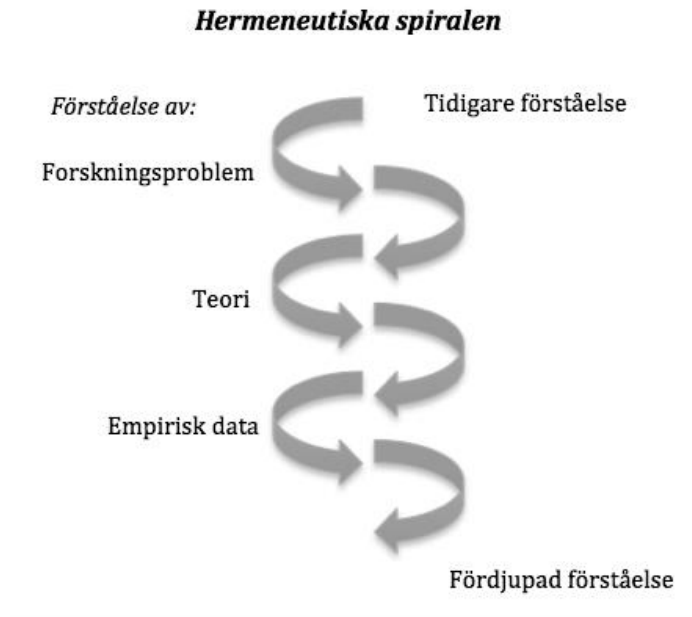 Hermeneutiska spiralen
Förståelse av:
Tidigare förståelse
Forskningsproblem
Teori
Empirisk data
Fördjupad förståelse